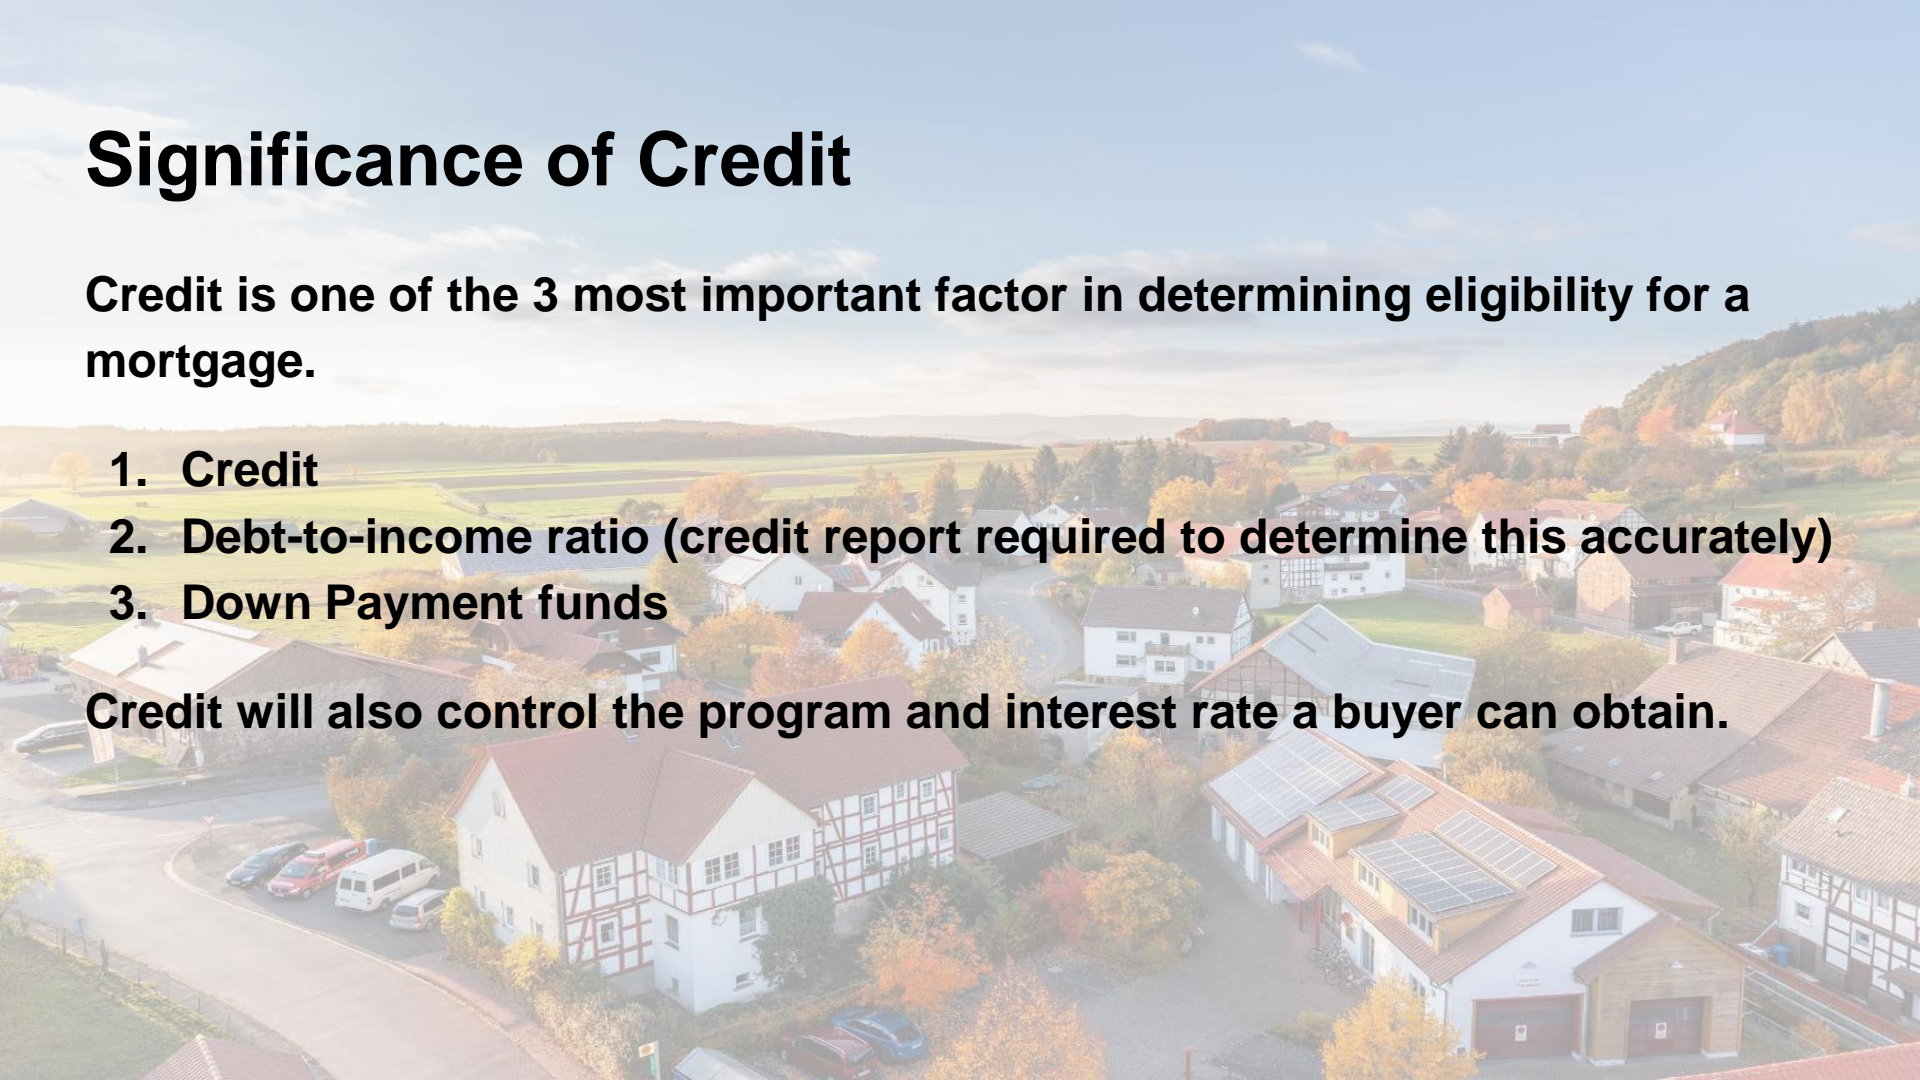 Significance of Credit
Credit is one of the 3 most important factor in determining eligibility for a
mortgage.
1. Credit
2. Debt-to-income ratio (credit report required to determine this accurately)
3. Down Payment funds
Credit will also control the program and interest rate a buyer can obtain.